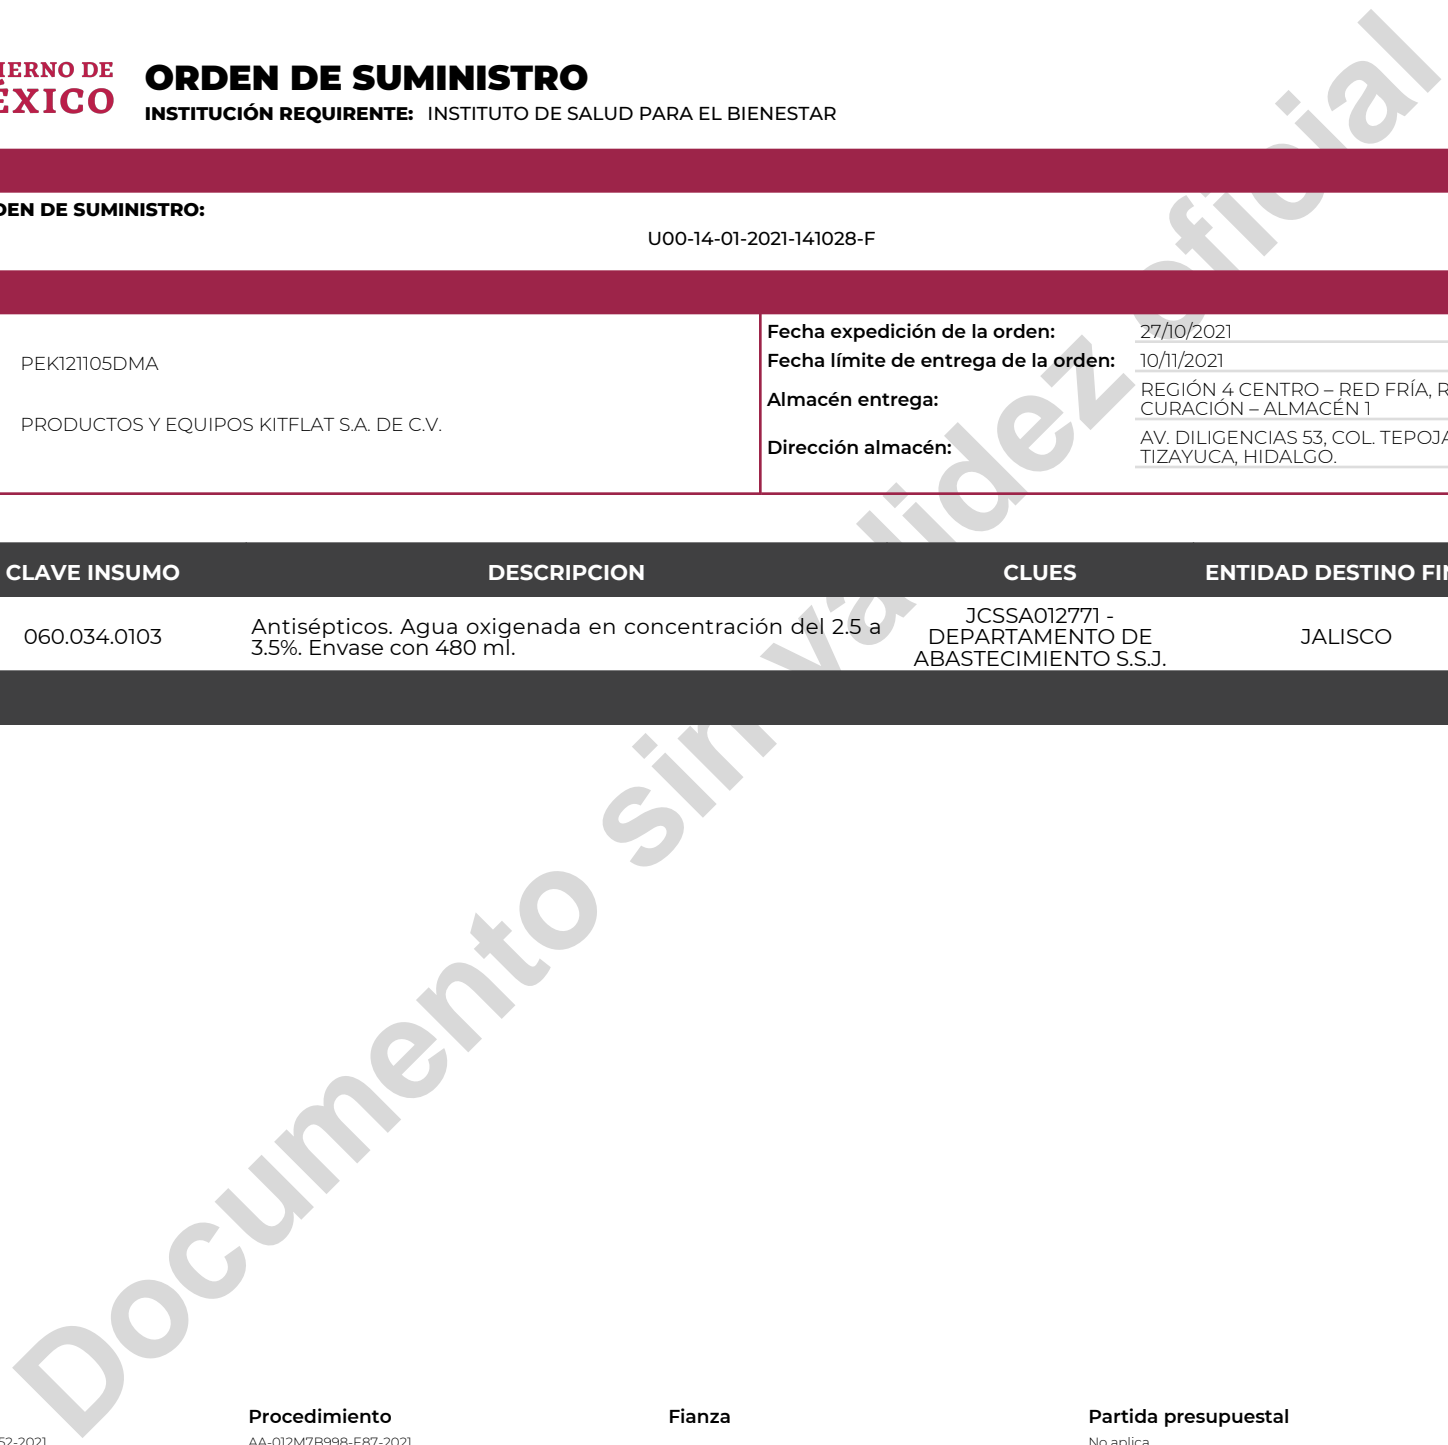 ORDEN DE SUMINISTRO
INSTITUCIÓN REQUIRENTE: INSTITUTO DE SALUD PARA EL BIENESTAR
DE
MÉXICO
DE SUMINISTRO:
U00-14-01-2021-141028-F
PEK121105DMA
PRODUCTOS Y EQUIPOS KITFLAT S.A. DE C.V.
Fecha expedición de la orden: 27/10/2021
Fecha límite de entrega de la orden: 10/11/2021
Almacén entrega: REGIÓN 4 CENTRO – RED FRÍA,
CURACIÓN – ALMACÉN 1
Dirección almacén: AV. DILIGENCIAS 53, COL.
TIZAYUCA, HIDALGO.
CLAVE INSUMO DESCRIPCION CLUES ENTIDAD DESTINO
060.034.0103
Antisépticos. Agua oxigenada en concentración del 2.5 a
3.5%. Envase con 480 ml.
JCSSA012771 -
DEPARTAMENTO DE
ABASTECIMIENTO S.S.J.
JALISCO
Documento sin validez oficial
Procedimiento Fianza Partida presupuestal
AA-012M7B998-E87-2021 No aplica